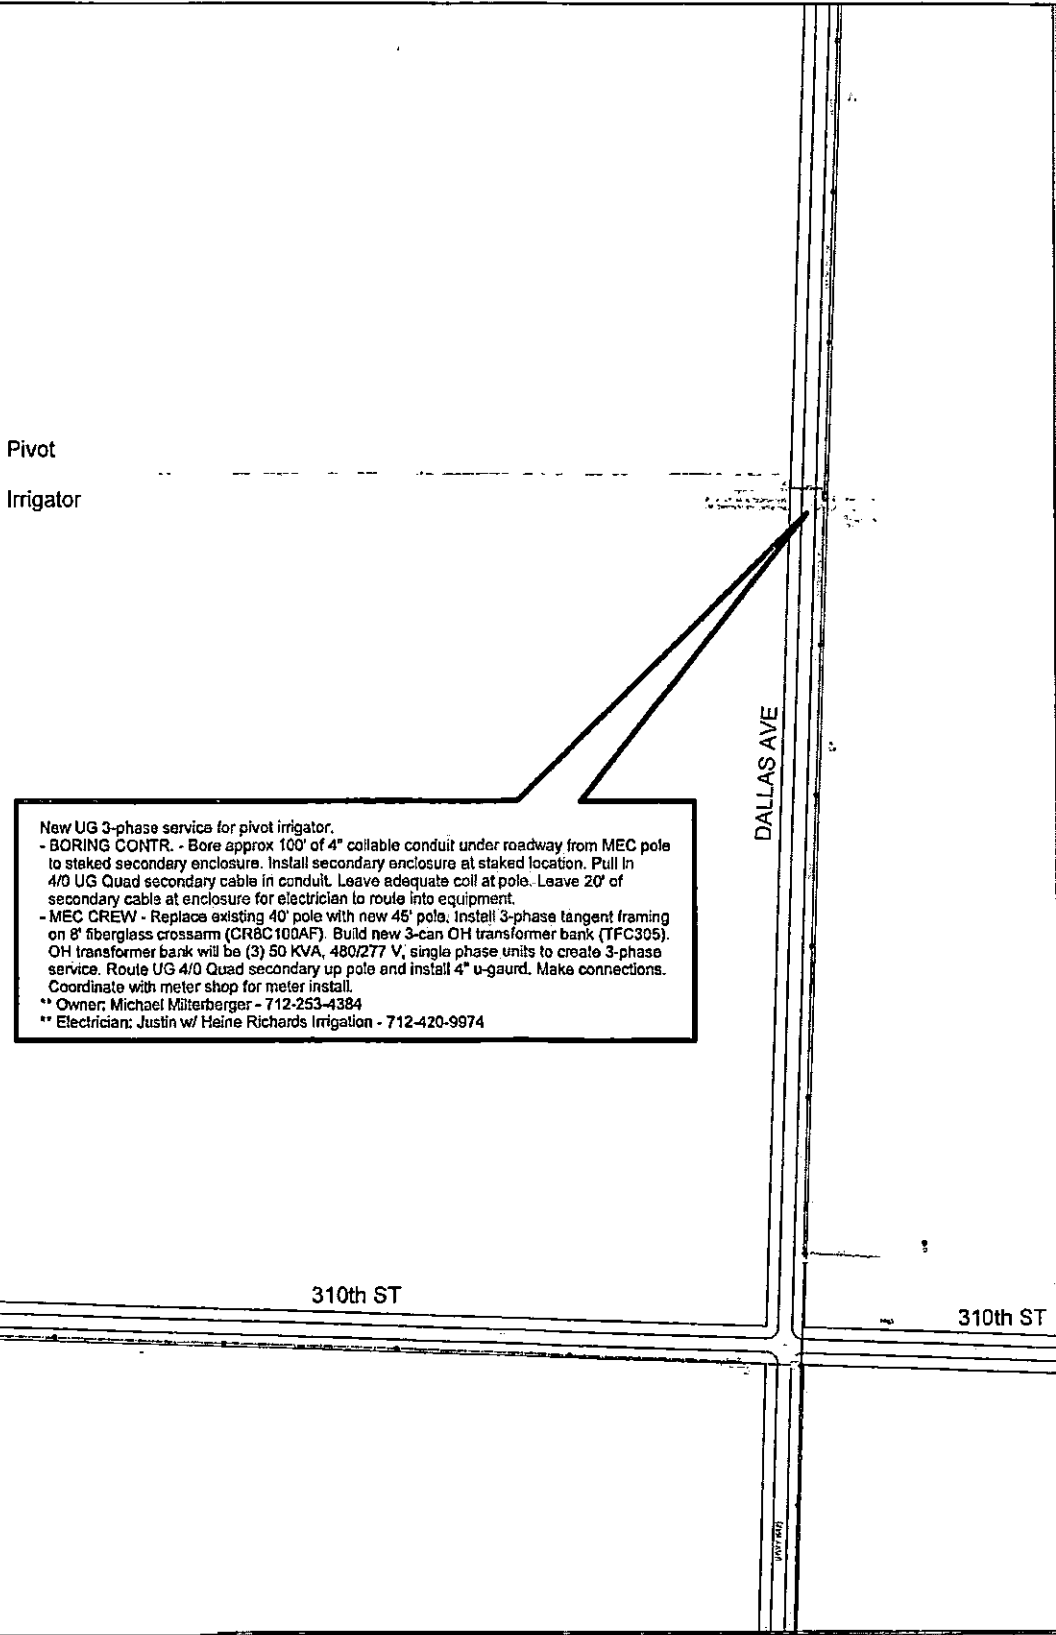 Pivot
Irrigator
DALLAS AVE
New UG 3-phase service for pivot irrigator.
- BORING CONTR. - Bore approx 100' of 4" coilable conduit under roadway from MEC pole
to staked secondary enclosure. Install secondary enclosure at staked location. Pull in
4/0 UG Quad secondary cable in conduit. Leave adequate coil at pole. Leave 20' of
secondary cable at enclosure for electrician to route into equipment.
- MEC CREW - Replace existing 40' pole with new 45' pole. Install 3-phase tangent framing
on 8' fiberglass crossarm (CR8C100AF). Build new 3-can OH transformer bank (TFC305).
OH transformer bank will be (3) 50 KVA, 480/277 V, single phase units to create 3-phase
service. Route UG 4/0 Quad secondary up pole and install 4" u-gaurd. Make connections.
Coordinate with meter shop for meter install.
** Owner: Michael Milterberger - 712-253-4384
** Electrician: Justin w/ Heine Richards Irrigation - 712-420-9974
310th ST
310th ST